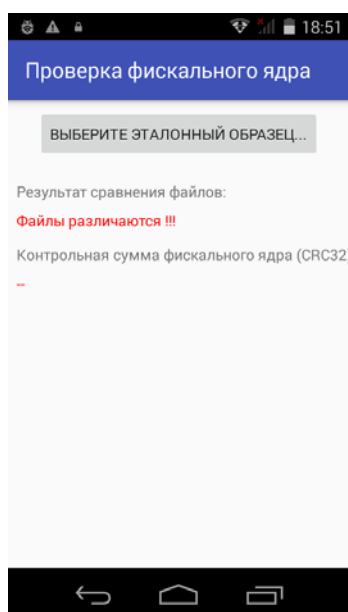 18:51
Проверка фискального ядра
ВЫБЕРИТЕ ЭТАЛОННЫЙ ОБРАЗЕЦ...
Результат сравнения файлов:
Файлы различаются !!!
Контрольная сумма фискального ядра (CRC32)
--